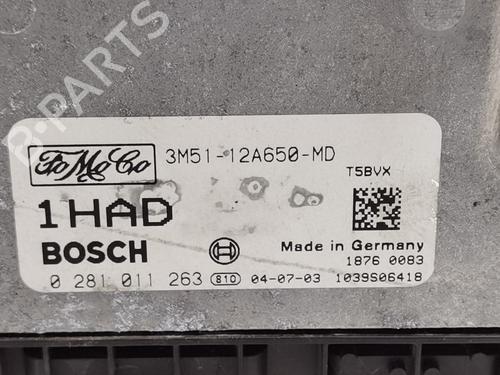 B-PARTS
FoMoCo 3M51-12A650-MD
T5BVX
1HAD
BOSCH
Made in Germany
1876 0083
0 281 011 263 810 04-07-03 1039S06418